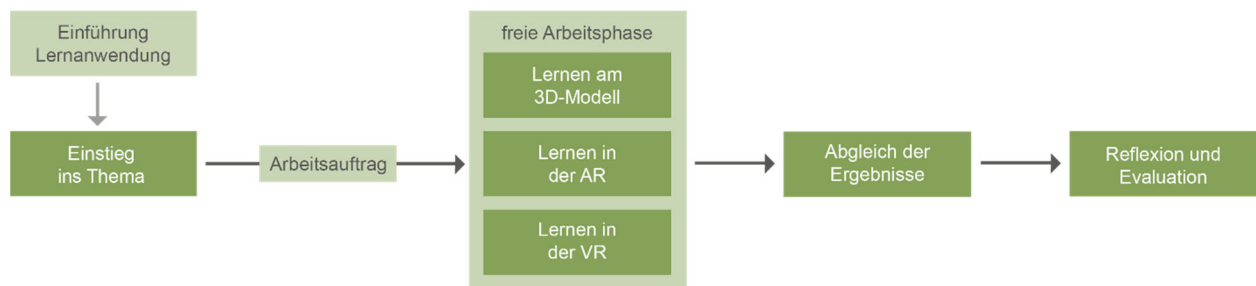 Einführung
Lernanwendung
Einstieg
ins Thema
Arbeitsauftrag
freie Arbeitsphase
Lernen am
3D-Modell
Lernen in
der AR
Lernen in
der VR
Abgleich der
Ergebnisse
Reflexion und
Evaluation